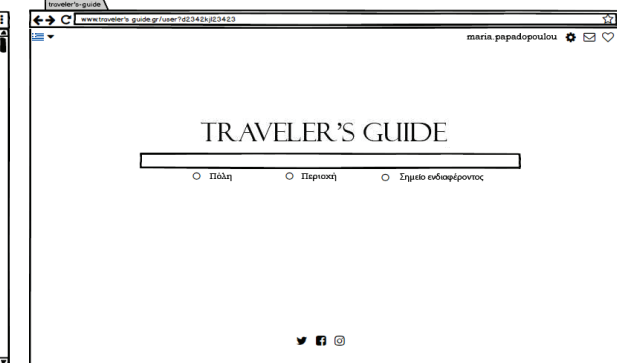 traveler's-guide
www.traveler's guide.gr/user?d2342kjl23423
maria.papadopoulou
TRAVELER'S GUIDE
Πόλη Περιοχή Σημείο ενδιαφέροντος